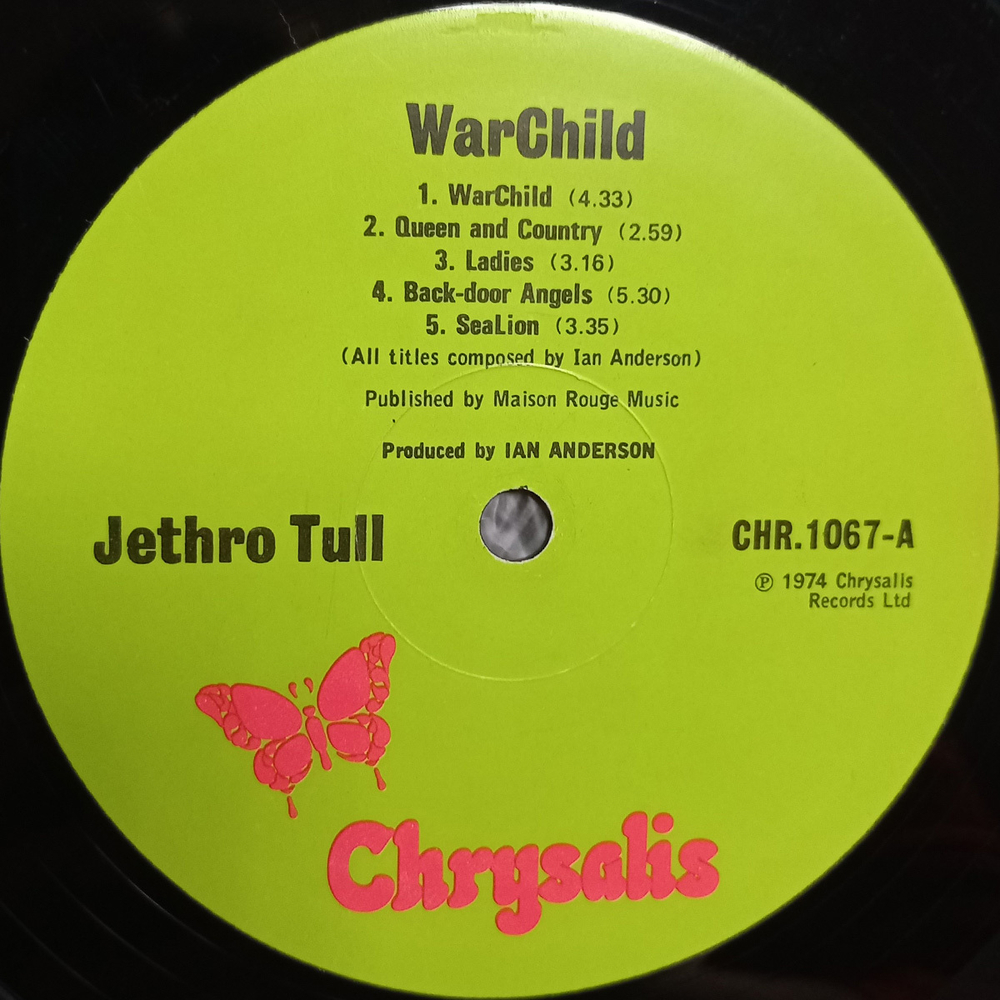 WarChild
1. WarChild (4.33)
2. Queen and Country (2.59)
3. Ladies (3.16)
4. Back-door Angels (5.30)
5. SeaLion (3.35)
(All titles composed by Ian Anderson)
Published by Maison Rouge Music
Produced by IAN ANDERSON
Jethro Tull
CHR.1067-A
℗ 1974 Chrysalis
Records Ltd
Chrysalis